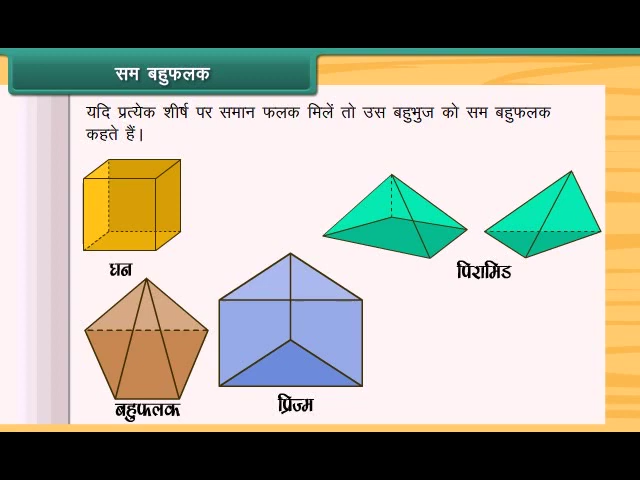 सम बहुफलक
यदि प्रत्येक शीर्ष पर समान फलक मिलें तो उस बहुभुज को सम बहुफलक
कहते हैं।
घन
पिरामिड
बहुफलक
प्रिज्म